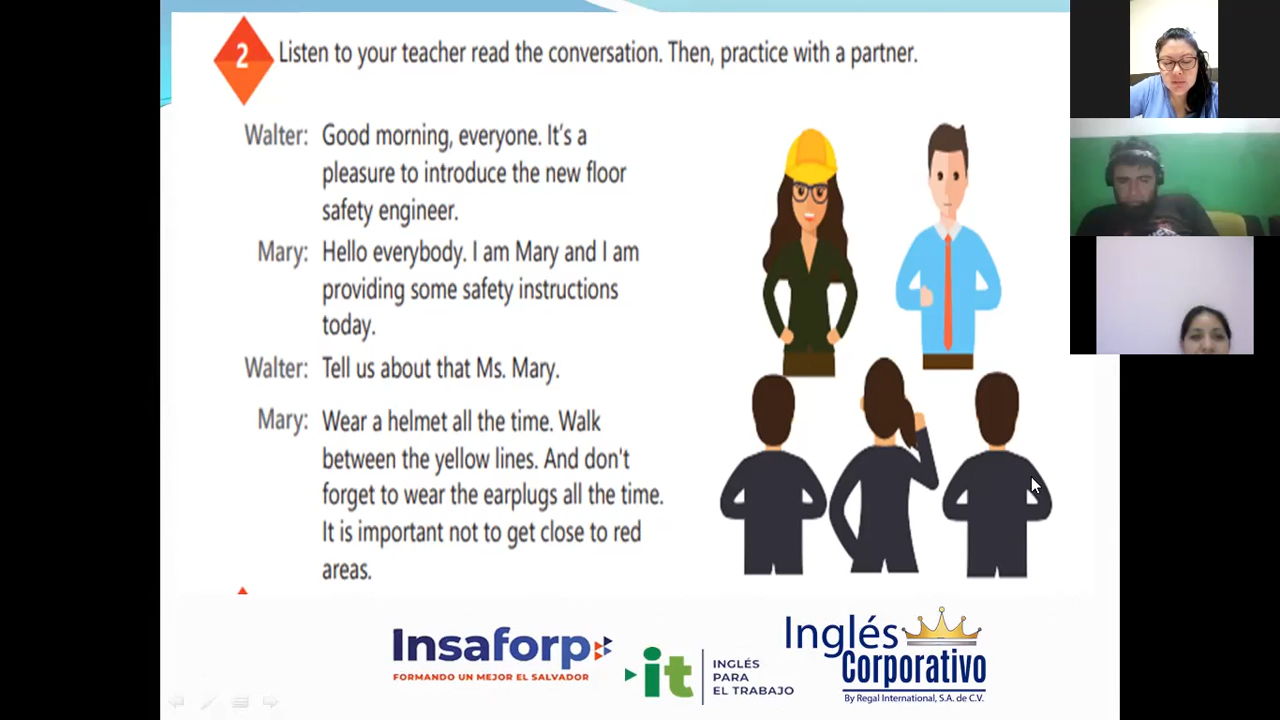 2
Listen to your teacher read the conversation. Then, practice with a partner.
Walter: Good morning, everyone. It's a
pleasure to introduce the new floor
safety engineer.
Mary: Hello everybody. I am Mary and I am
providing some safety instructions
today.
Walter: Tell us about that Ms. Mary.
Mary: Wear a helmet all the time. Walk
between the yellow lines. And don't
forget to wear the earplugs all the time.
It is important not to get close to red
areas.
Insaforp
FORMANDO UN MEJOR EL SALVADOR
it
INGLÉS
PARA
EL TRABAJO
Inglés
Corporativo
By Regal International, S.A. de C.V.